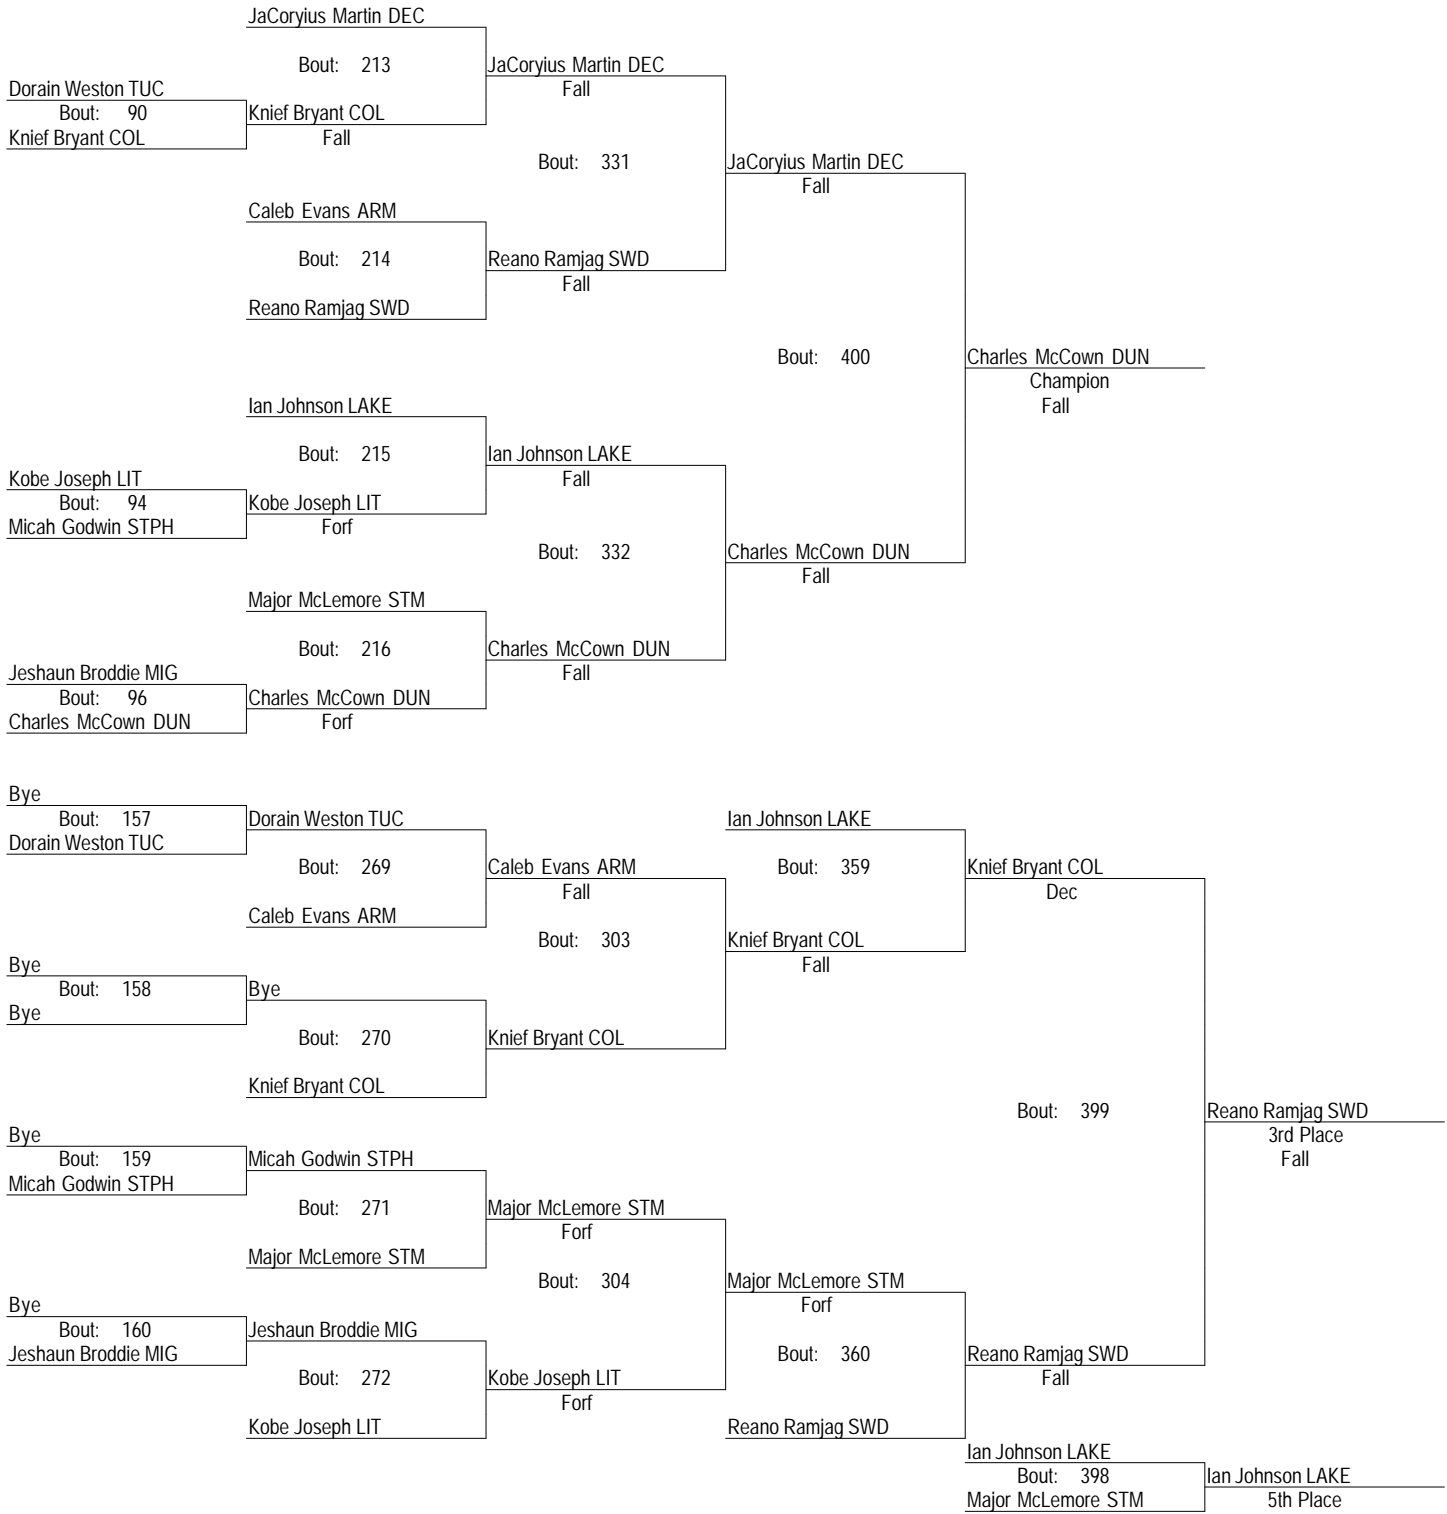 JaCoryius Martin DEC
Bout: 213
JaCoryius Martin DEC
Fall
Dorain Weston TUC
Bout: 90
Knief Bryant COL
Knief Bryant COL
Fall
Bout: 331
JaCoryius Martin DEC
Fall
Caleb Evans ARM
Bout: 214
Reano Ramjag SWD
Fall
Reano Ramjag SWD
Bout: 400
Charles McCown DUN
Champion
Fall
Ian Johnson LAKE
Bout: 215
Ian Johnson LAKE
Fall
Kobe Joseph LIT
Bout: 94
Micah Godwin STPH
Kobe Joseph LIT
Forf
Bout: 332
Charles McCown DUN
Fall
Major McLemore STM
Bout: 216
Charles McCown DUN
Fall
Jeshaun Broddie MIG
Bout: 96
Charles McCown DUN
Charles McCown DUN
Forf
Bye
Bout: 157
Dorain Weston TUC
Dorain Weston TUC
Bout: 269
Caleb Evans ARM
Caleb Evans ARM
Fall
Ian Johnson LAKE
Bout: 359
Knief Bryant COL
Dec
Bout: 303
Knief Bryant COL
Fall
Bye
Bout: 158
Bye
Bye
Bout: 270
Knief Bryant COL
Knief Bryant COL
Bout: 399
Reano Ramjag SWD
3rd Place
Fall
Bye
Bout: 159
Micah Godwin STPH
Micah Godwin STPH
Bout: 271
Major McLemore STM
Major McLemore STM
Forf
Bout: 304
Major McLemore STM
Forf
Bye
Bout: 160
Jeshaun Broddie MIG
Jeshaun Broddie MIG
Bout: 272
Kobe Joseph LIT
Kobe Joseph LIT
Forf
Bout: 360
Reano Ramjag SWD
Fall
Reano Ramjag SWD
Ian Johnson LAKE
Bout: 398
Major McLemore STM
Ian Johnson LAKE
5th Place